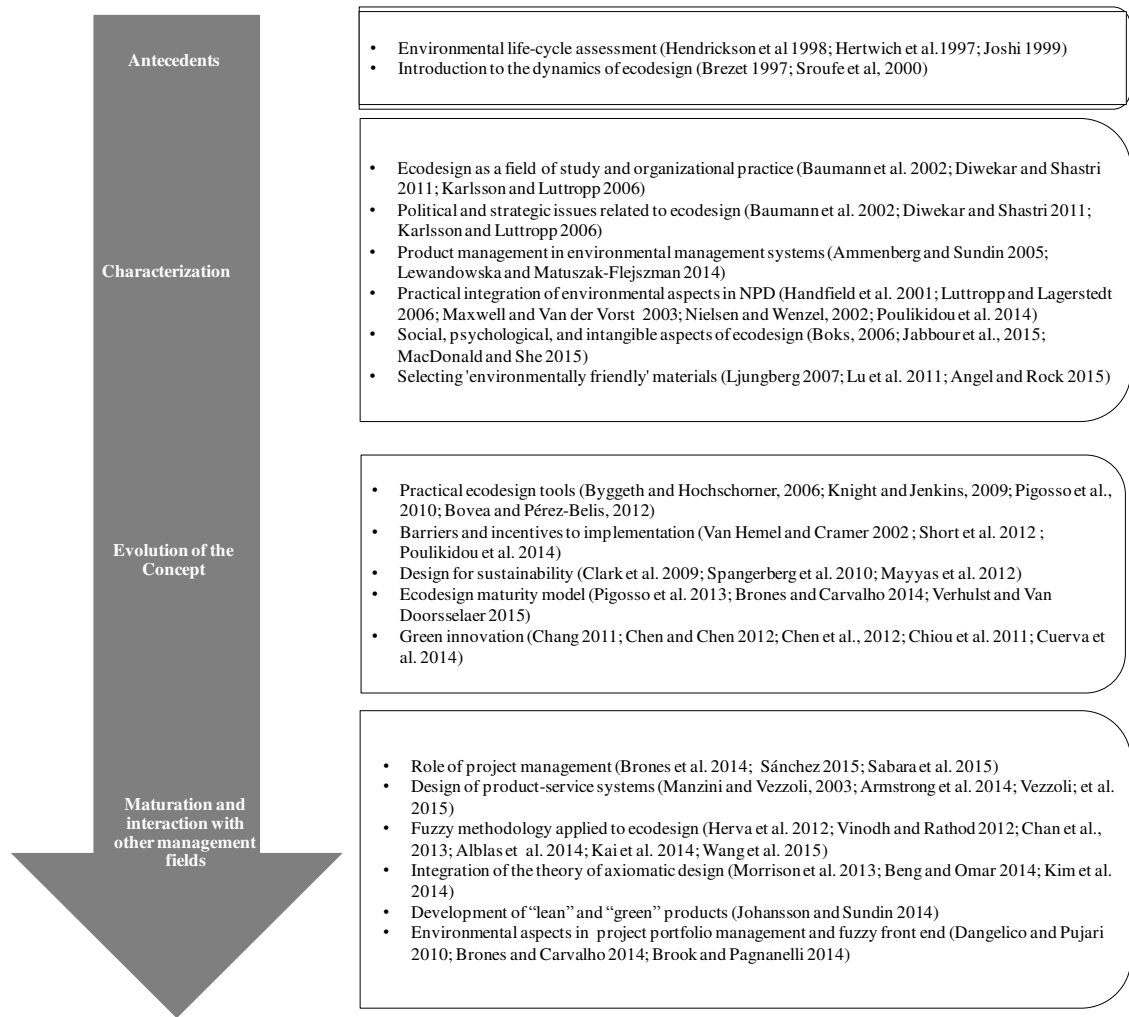 Antecedents
• Environmental life-cycle assessment (Hendrickson et al 1998; Hertwich et al.1997; Joshi 1999)
• Introduction to the dynamics of ecodesign (Brezet 1997; Sroufe et al, 2000)
Characterization
• Ecodesign as a field of study and organizational practice (Baumann et al. 2002; Diwekar and Shastri
2011; Karlsson and Luttropp 2006)
• Political and strategic issues related to ecodesign (Baumann et al. 2002; Diwekar and Shastri 2011;
Karlsson and Luttropp 2006)
• Product management in environmental management systems (Ammenberg and Sundin 2005;
Lewandowska and Matuszak-Flejszman 2014)
• Practical integration of environmental aspects in NPD (Handfield et al. 2001; Luttropp and Lagerstedt
2006; Maxwell and Van der Vorst 2003; Nielsen and Wenzel, 2002; Poulikidou et al. 2014)
• Social, psychological, and intangible aspects of ecodesign (Boks, 2006; Jabbour et al., 2015;
MacDonald and She 2015)
• Selecting 'environmentally friendly' materials (Ljungberg 2007; Lu et al. 2011; Angel and Rock 2015)
Evolution of the
Concept
• Practical ecodesign tools (Byggeth and Hochschorner, 2006; Knight and Jenkins, 2009; Pigosso et al.,
2010; Bovea and Pérez-Belis, 2012)
• Barriers and incentives to implementation (Van Hemel and Cramer 2002 ; Short et al. 2012 ;
Poulikidou et al. 2014)
• Design for sustainability (Clark et al. 2009; Spangerberg et al. 2010; Mayyas et al. 2012)
• Ecodesign maturity model (Pigosso et al. 2013; Brones and Carvalho 2014; Verhulst and Van
Doorsselaer 2015)
• Green innovation (Chang 2011; Chen and Chen 2012; Chen et al., 2012; Chiou et al. 2011; Cuerva et
al. 2014)
Maturation and
interaction with
other management
fields
• Role of project management (Brones et al. 2014; Sánchez 2015; Sabara et al. 2015)
• Design of product-service systems (Manzini and Vezzoli, 2003; Armstrong et al. 2014; Vezzoli; et al.
2015)
• Fuzzy methodology applied to ecodesign (Herva et al. 2012; Vinodh and Rathod 2012; Chan et al.,
2013; Alblas et al. 2014; Kai et al. 2014; Wang et al. 2015)
• Integration of the theory of axiomatic design (Morrison et al. 2013; Beng and Omar 2014; Kim et al.
2014)
• Development of “lean” and “green” products (Johansson and Sundin 2014)
• Environmental aspects in project portfolio management and fuzzy front end (Dangelico and Pujari
2010; Brones and Carvalho 2014; Brook and Pagnanelli 2014)